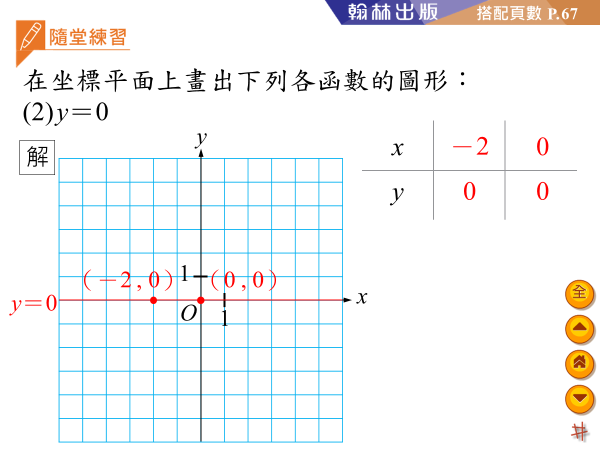 翰林出版 搭配頁數 P.67
隨堂練習
在坐標平面上畫出下列各函數的圖形：
(2)y＝0
解
x －2 0
y 0 0
y
1
(－2,0) (0,0)
y＝0
x
O
1
全